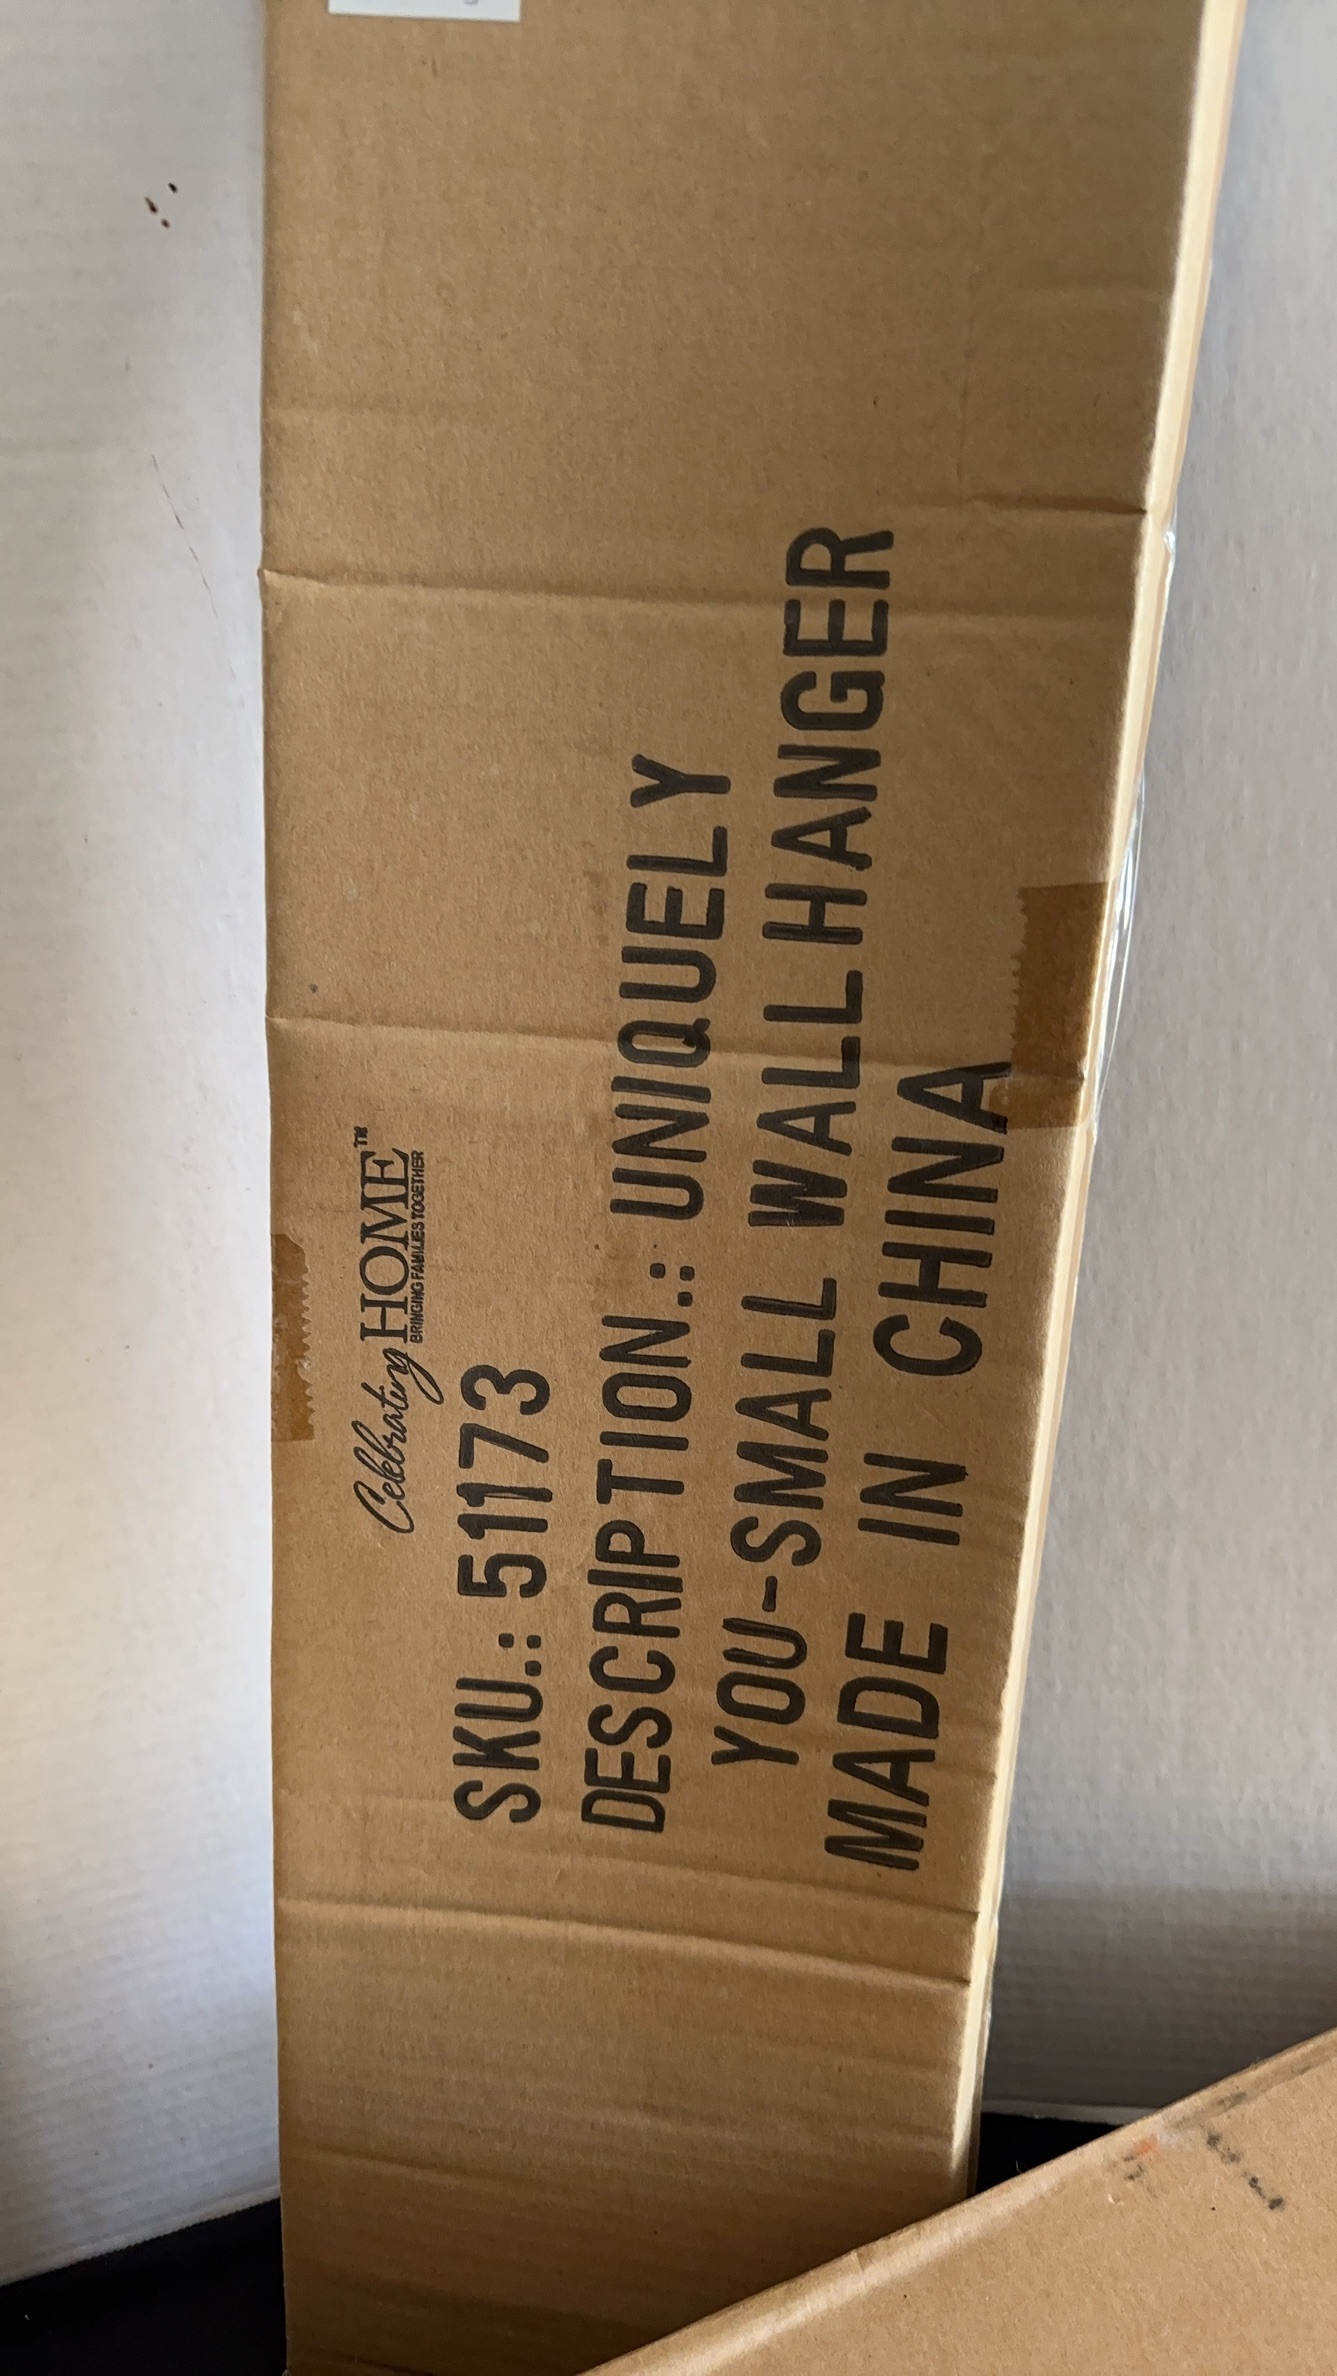 Celebrating HOME™
BRINGING FAMILIES TOGETHER
SKU.: 51173
DESCRIPTION.: UNIQUELY
YOU-SMALL WALL HANGER
MADE IN CHINA